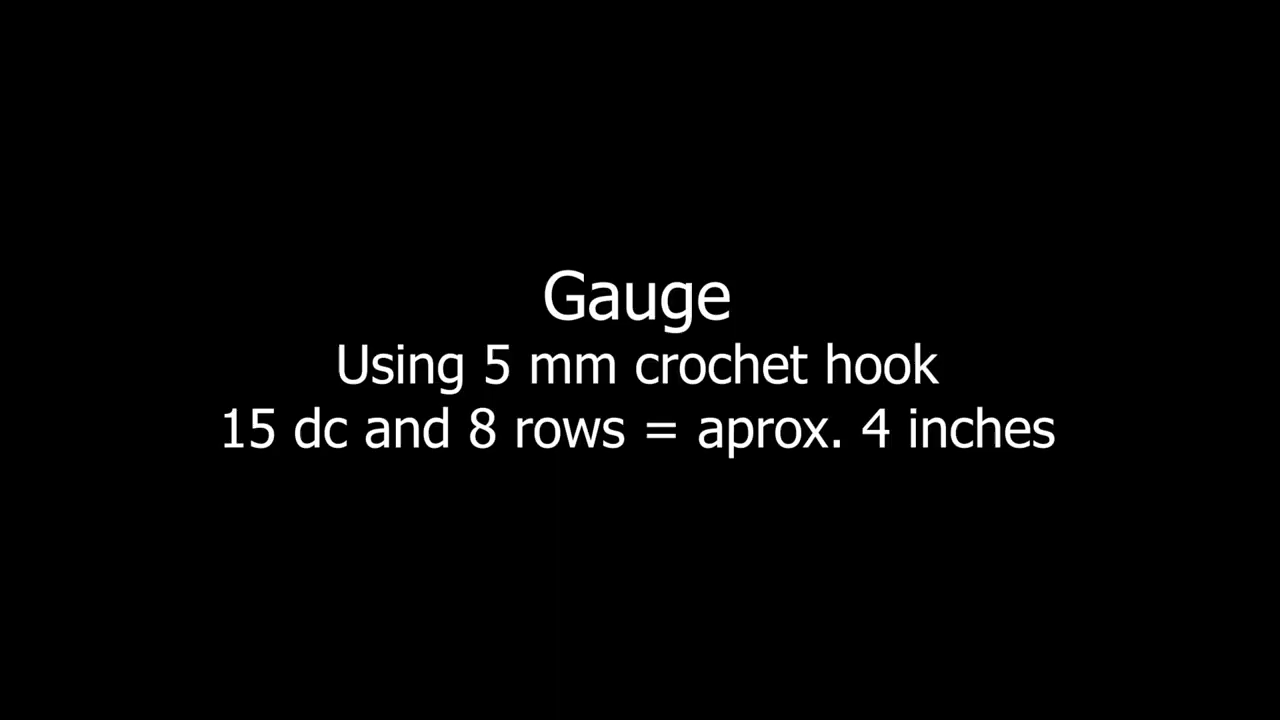 Gauge
Using 5 mm crochet hook
15 dc and 8 rows = aprox. 4 inches